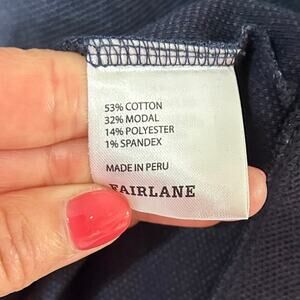 53% COTTON
32% MODAL
14% POLYESTER
1% SPANDEX
MADE IN PERU
FAIRLANE